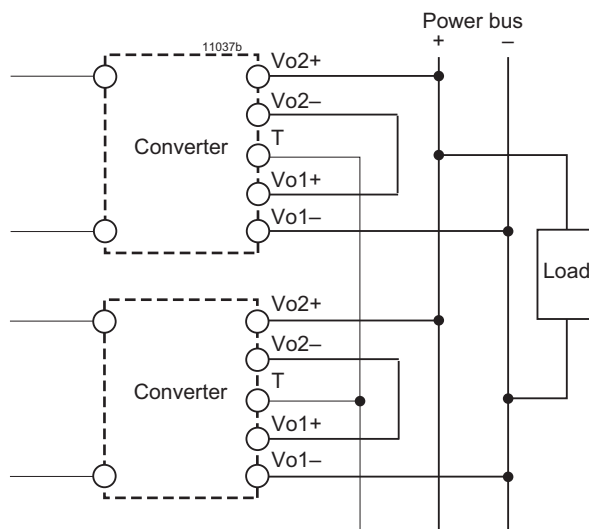 Power bus
+ –
11037b
Vo2+
Vo2–
T
Converter
Vo1+
Vo1–
Load
Vo2+
Vo2–
T
Converter
Vo1+
Vo1–